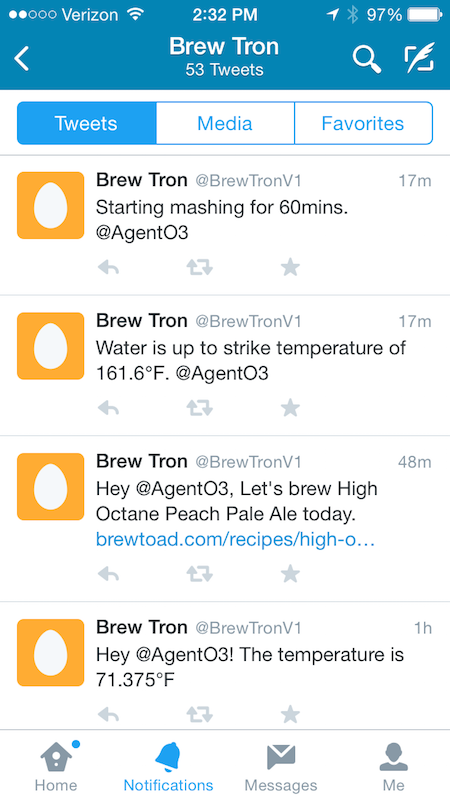 Verizon 2:32 PM 97%
Brew Tron
53 Tweets
Tweets Media Favorites
Brew Tron @BrewTronV1 17m
Starting mashing for 60mins.
@AgentO3
Brew Tron @BrewTronV1 17m
Water is up to strike temperature of
161.6°F. @AgentO3
Brew Tron @BrewTronV1 48m
Hey @AgentO3, Let's brew High
Octane Peach Pale Ale today.
brewtoad.com/recipes/high-o…
Brew Tron @BrewTronV1 1h
Hey @AgentO3! The temperature is
71.375°F
Home Notifications Messages Me